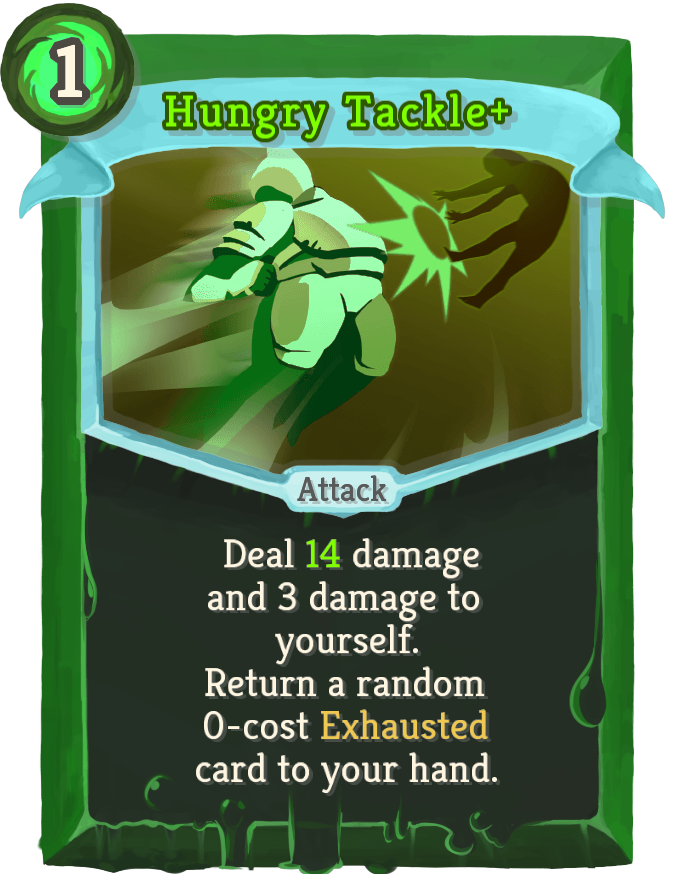 1
Hungry Tackle+
Attack
Deal 14 damage
and 3 damage to
yourself.
Return a random
0-cost Exhausted
card to your hand.